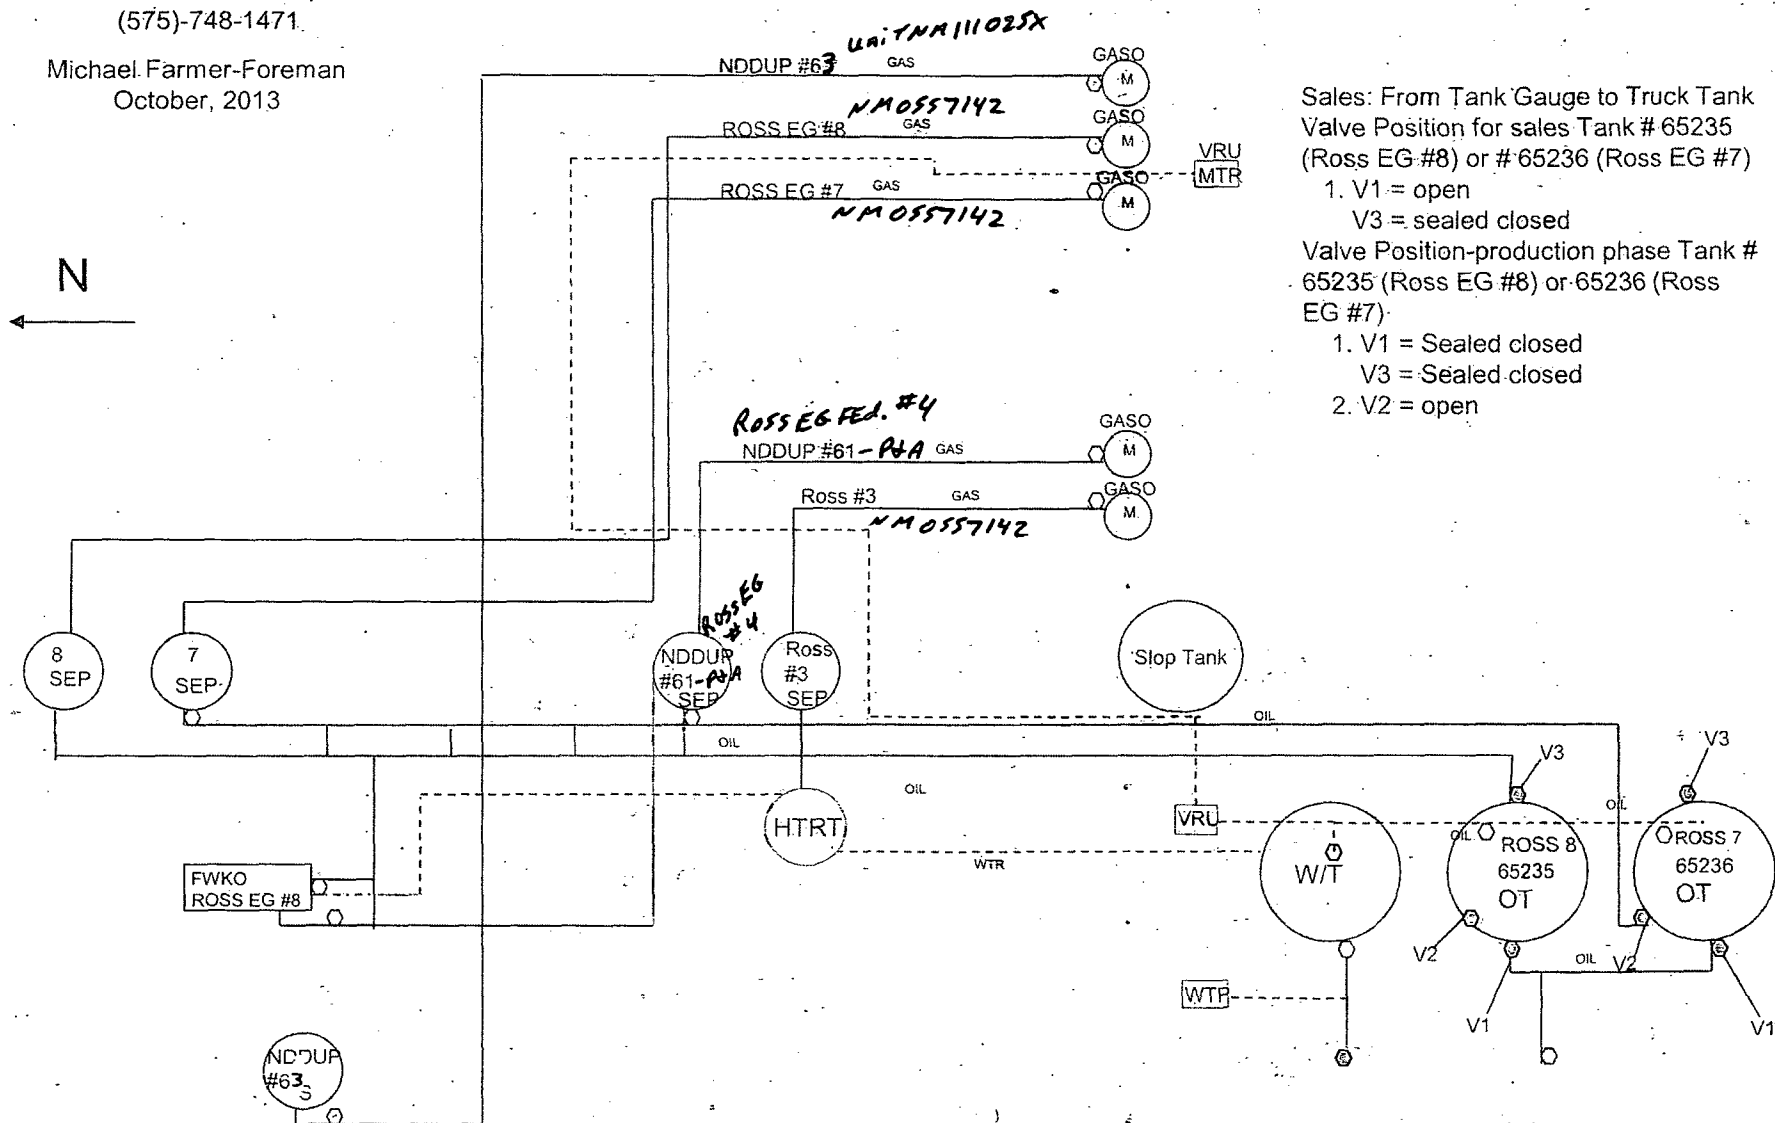 (575)-748-1471
Michael Farmer-Foreman
October, 2013
N
UNiT NM111025X
NDDUP #63 GAS
GASO
M
NM0557142
ROSS EG #8 GAS
GASO
M
VRU
MTR
ROSS EG #7 GAS
GASO
M
NM0557142
Sales: From Tank Gauge to Truck Tank
Valve Position for sales Tank # 65235
(Ross EG #8) or # 65236 (Ross EG #7)
1. V1 = open
V3 = sealed closed
Valve Position-production phase Tank #
65235 (Ross EG #8) or 65236 (Ross
EG #7)
1. V1 = Sealed closed
V3 = Sealed closed
2. V2 = open
ROSS EG FEd. #4
NDDUP #61 -P&A GAS
GASO
M
Ross #3 GAS
GASO
M
NM0557142
8
SEP
7
SEP
ROSS EG
#4
NDDUP
#61-P&A
SEP
Ross
#3
SEP
Slop Tank
OIL
OIL
OIL
HTRT
WTR
VRU
W/T
V3
V3
OIL
OIL
ROSS 8
65235
OT
ROSS 7
65236
OT
V2
V2
OIL
V1
V1
FWKO
ROSS EG #8
WTP
NDDUP
#63
S